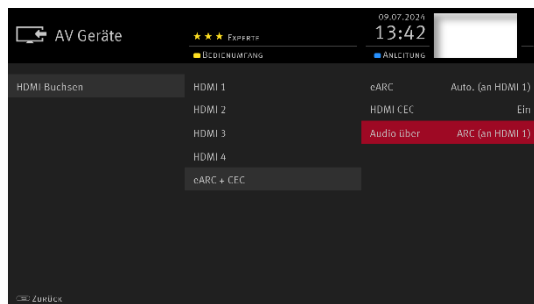 AV Geräte
★ ★ ★ EXPERTE
BEDIENUMFANG
09.07.2024
13:42
ANLEITUNG
HDMI Buchsen
HDMI 1
HDMI 2
HDMI 3
HDMI 4
eARC + CEC
eARC Auto. (an HDMI 1)
HDMI CEC Ein
Audio über ARC (an HDMI 1)
ZURÜCK